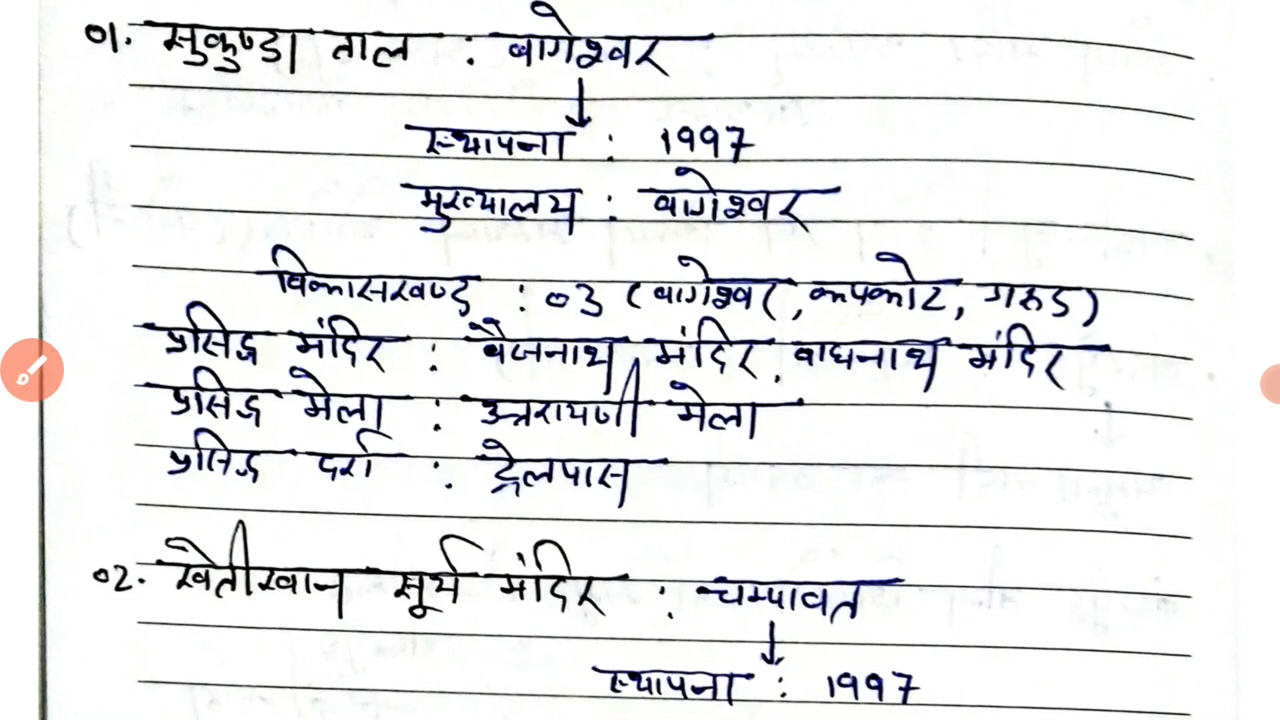 01. सुकुण्डा ताल : बागेश्वर
स्थापना : 1997
मुख्यालय : बागेश्वर
विकासखण्ड : 03 (बागेश्वर, कपकोट, गरुड)
प्रसिद्ध मंदिर : बैजनाथ मंदिर, बाघनाथ मंदिर
प्रसिद्ध मेला : उत्तरायणी मेला
प्रसिद्ध दर्रा : ट्रेलपास
02. खेतीखान सूर्य मंदिर : चम्पावत
स्थापना : 1997